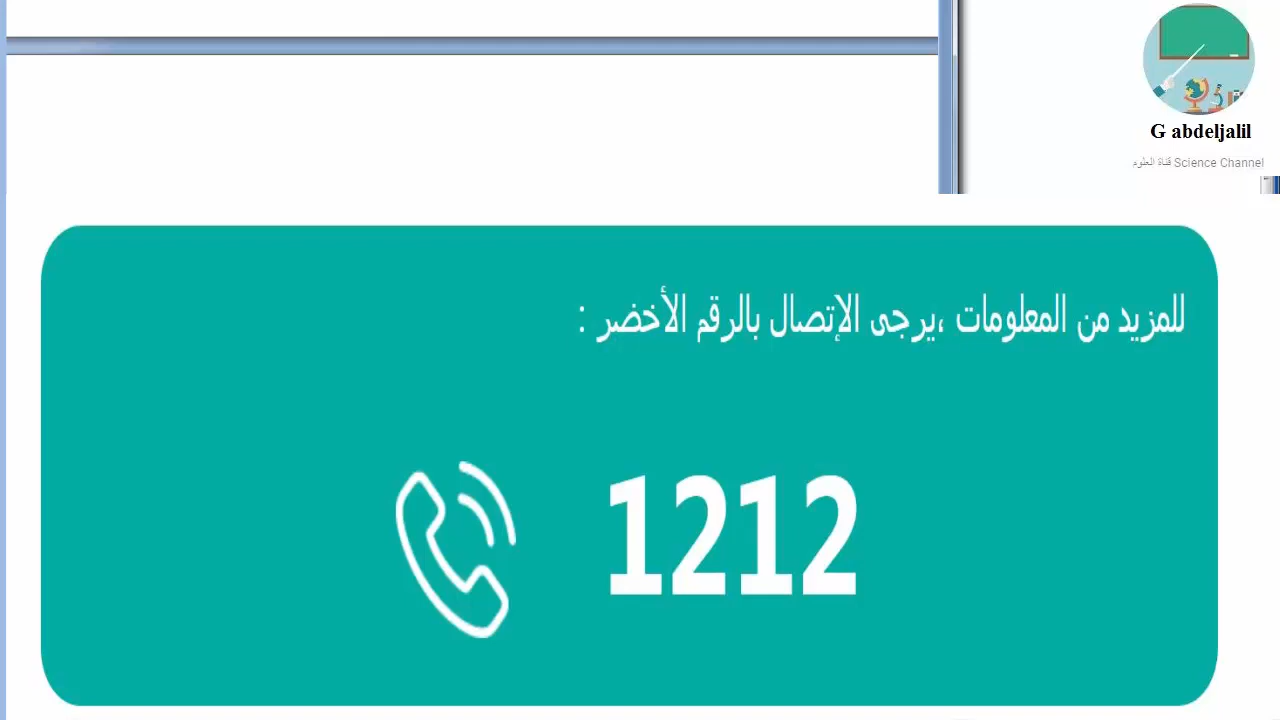 G abdeljalil
قناة العلوم Science Channel
للمزيد من المعلومات ،يرجى الإتصال بالرقم الأخضر :
1212